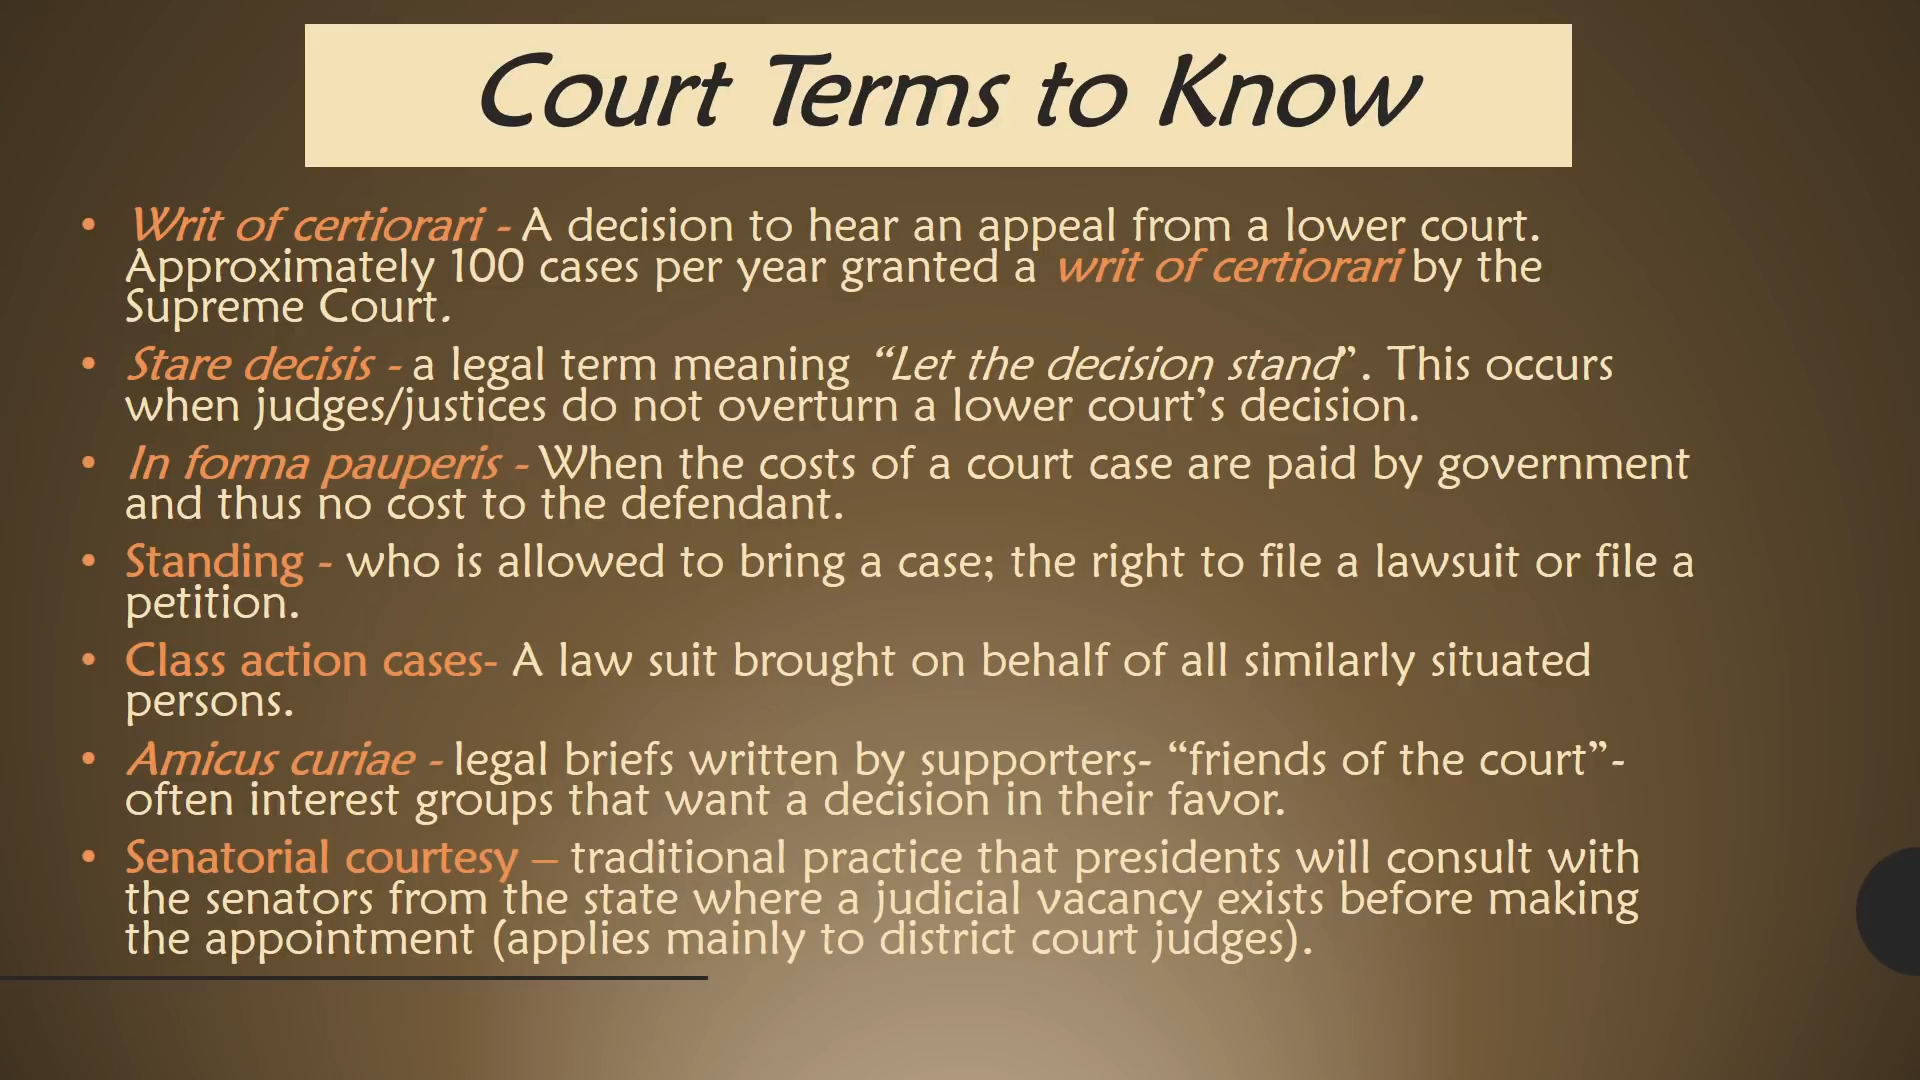 Court Terms to Know
• Writ of certiorari - A decision to hear an appeal from a lower court.
Approximately 100 cases per year granted a writ of certiorari by the
Supreme Court.
• Stare decisis - a legal term meaning “Let the decision stand”. This occurs
when judges/justices do not overturn a lower court’s decision.
• In forma pauperis - When the costs of a court case are paid by government
and thus no cost to the defendant.
• Standing - who is allowed to bring a case; the right to file a lawsuit or file a
petition.
• Class action cases- A law suit brought on behalf of all similarly situated
persons.
• Amicus curiae - legal briefs written by supporters- “friends of the court”-
often interest groups that want a decision in their favor.
• Senatorial courtesy – traditional practice that presidents will consult with
the senators from the state where a judicial vacancy exists before making
the appointment (applies mainly to district court judges).